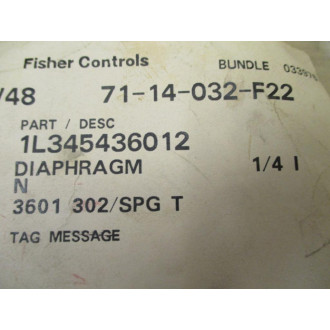 Fisher Controls BUNDLE 03397
/48 71-14-032-F22
PART / DESC
1L345436012
DIAPHRAGM 1/4 I
N
3601 302/SPG T
TAG MESSAGE